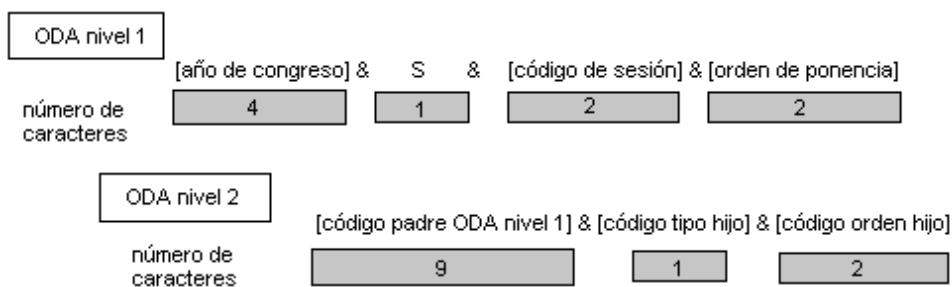 ODA nivel 1
[año de congreso] & S & [código de sesión] & [orden de ponencia]
número de caracteres 4 1 2 2
ODA nivel 2
[código padre ODA nivel 1] & [código tipo hijo] & [código orden hijo]
número de caracteres 9 1 2